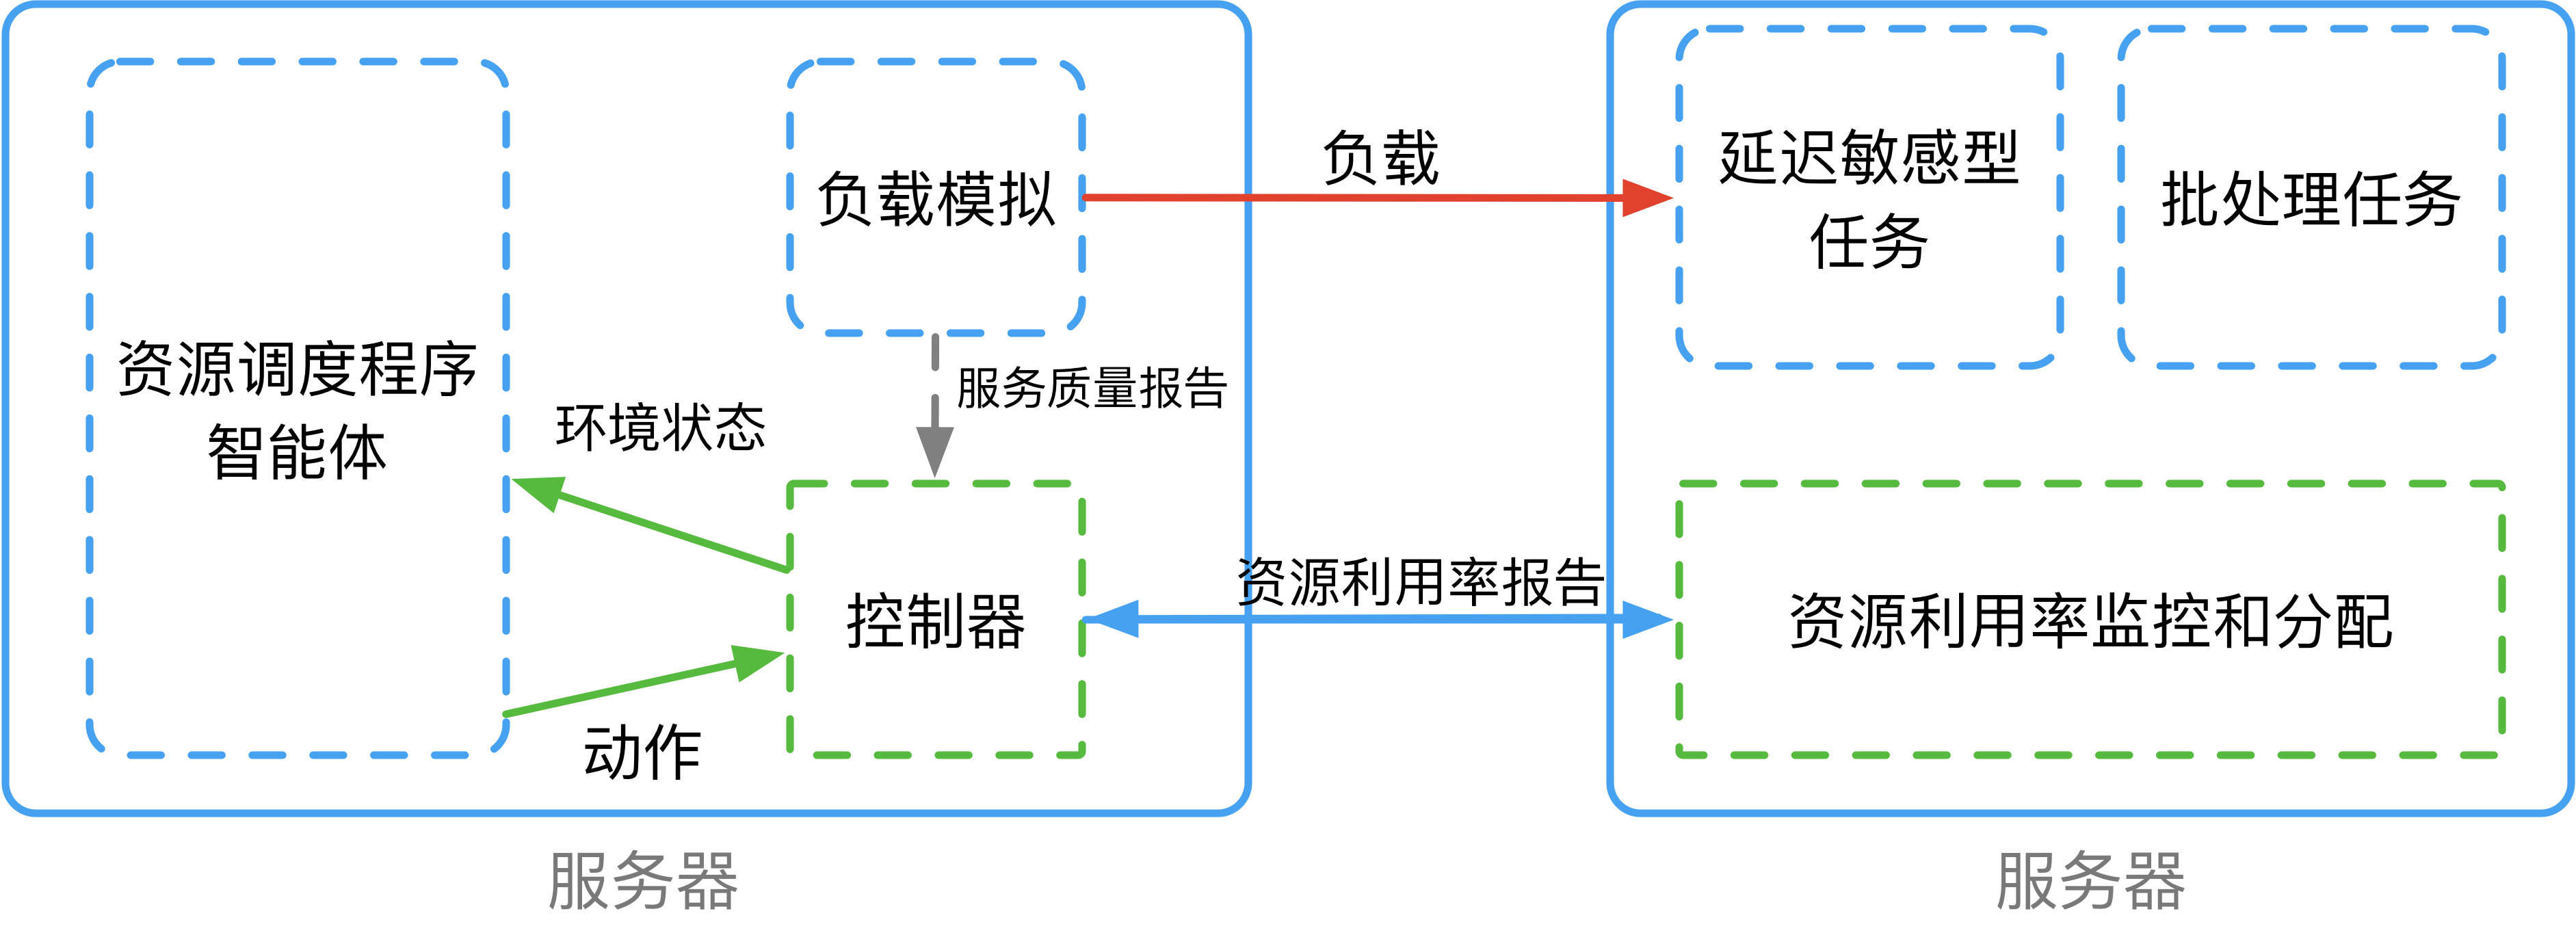 资源调度程序
智能体
环境状态
动作
负载模拟
服务质量报告
控制器
负载
资源利用率报告
延迟敏感型
任务
批处理任务
资源利用率监控和分配
服务器
服务器